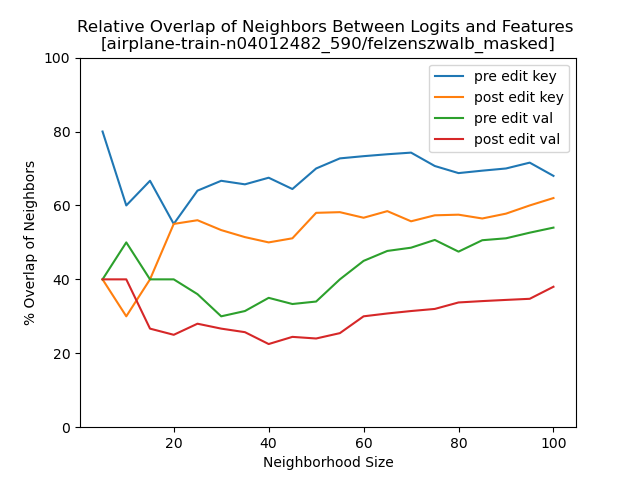 Relative Overlap of Neighbors Between Logits and Features
[airplane-train-n04012482_590/felzenszwalb_masked]
100
80
60
40
20
0
% Overlap of Neighbors
pre edit key
post edit key
pre edit val
post edit val
20 40 60 80 100
Neighborhood Size